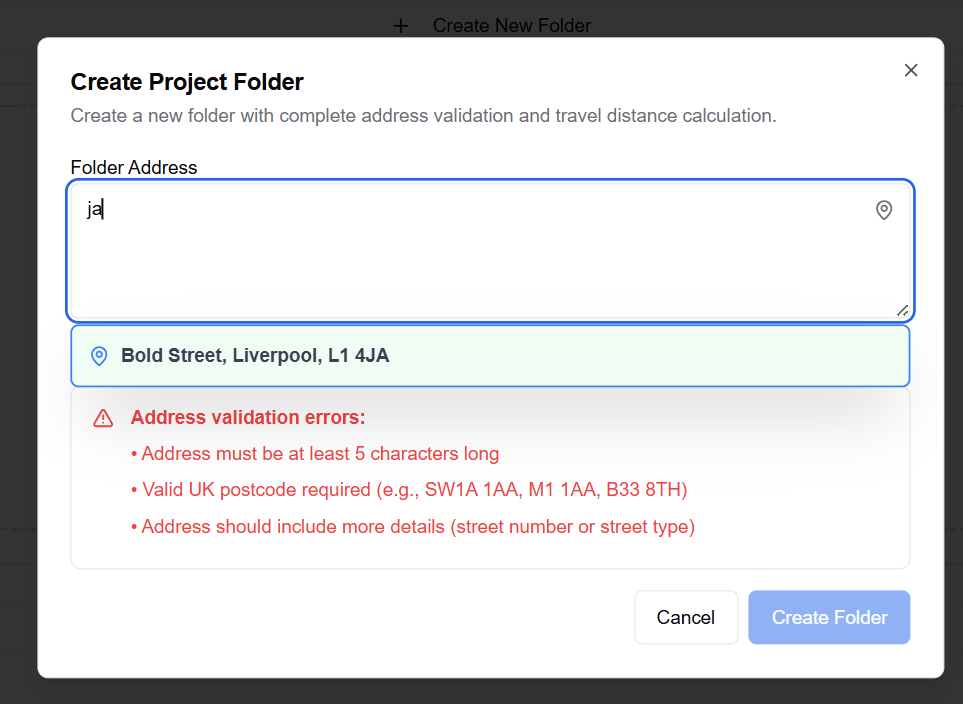 + Create New Folder
Create Project Folder
Create a new folder with complete address validation and travel distance calculation.
Folder Address
ja
Bold Street, Liverpool, L1 4JA
Address validation errors:
• Address must be at least 5 characters long
• Valid UK postcode required (e.g., SW1A 1AA, M1 1AA, B33 8TH)
• Address should include more details (street number or street type)
Cancel
Create Folder